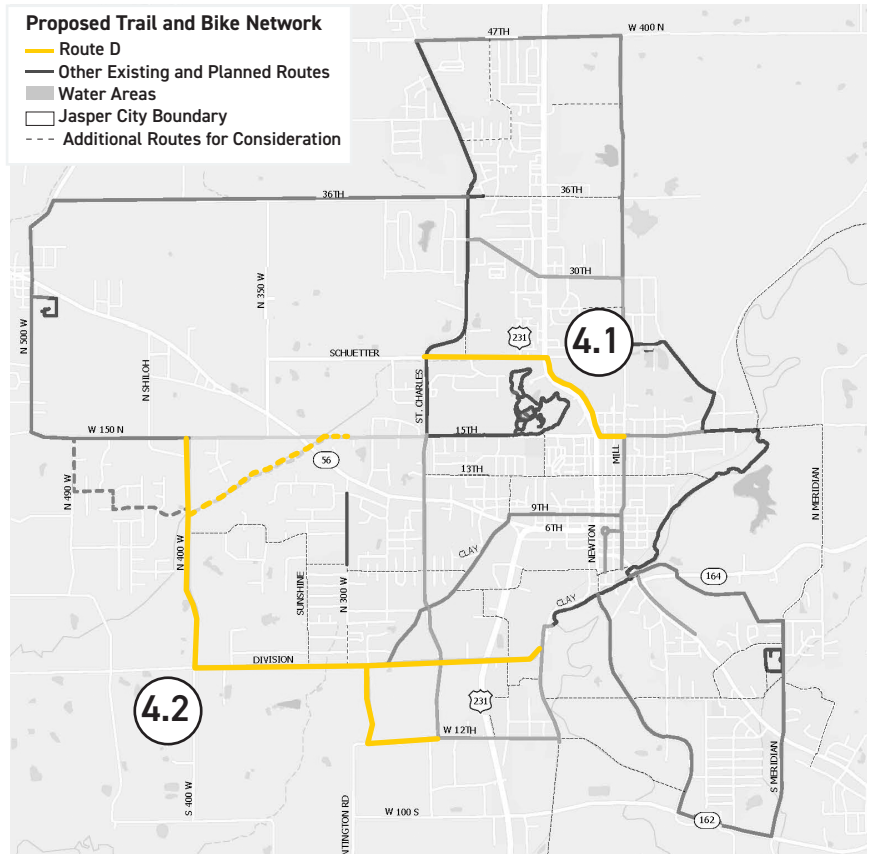 Proposed Trail and Bike Network
Route D
Other Existing and Planned Routes
Water Areas
Jasper City Boundary
Additional Routes for Consideration
47TH
W 400 N
36TH
36TH
30TH
N 350 W
N 500 W
231
4.1
SCHUETTER
N SHILOH
ST. CHARLES
W 150 N
15TH
56
13TH
MILL
N 490 W
N MERIDIAN
9TH
6TH
NEWTON
N 400 W
CLAY
SUNSHINE
N 300 W
164
CLAY
DIVISION
4.2
231
W 12TH
S MERIDIAN
S 400 W
NTINGTON RD
W 100 S
162